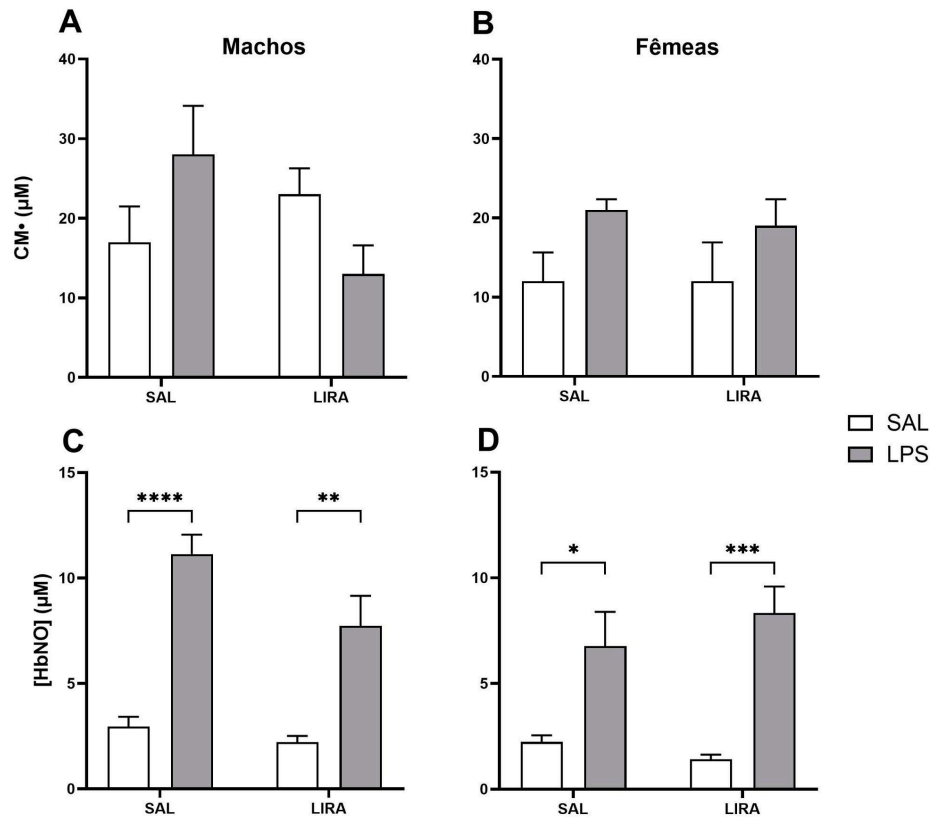 A
Machos
40
30
20
10
0
CM• (µM)
SAL
LIRA
B
Fêmeas
40
30
20
10
0
SAL
LIRA
SAL
LPS
C
15
10
5
0
[HbNO] (µM)
****
**
SAL
LIRA
D
15
10
5
0
*
***
SAL
LIRA